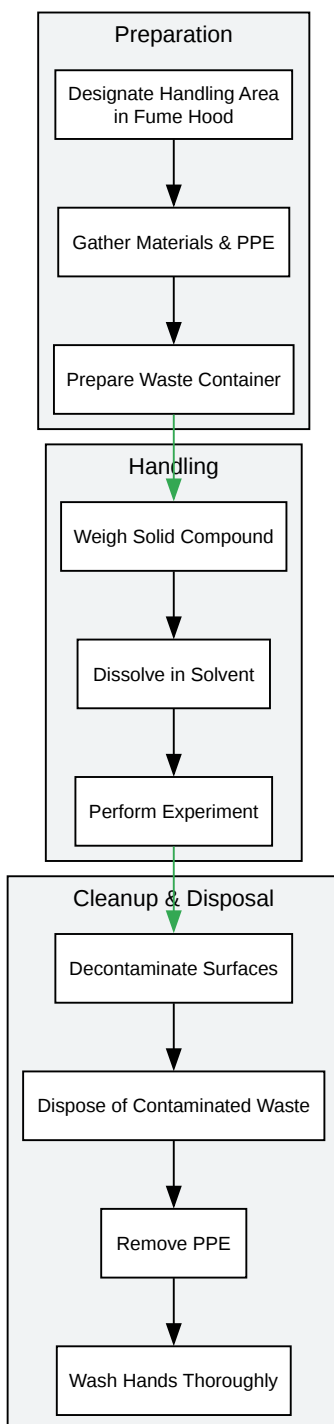 Preparation
Designate Handling Area
in Fume Hood
Gather Materials & PPE
Prepare Waste Container
Handling
Weigh Solid Compound
Dissolve in Solvent
Perform Experiment
Cleanup & Disposal
Decontaminate Surfaces
Dispose of Contaminated Waste
Remove PPE
Wash Hands Thoroughly